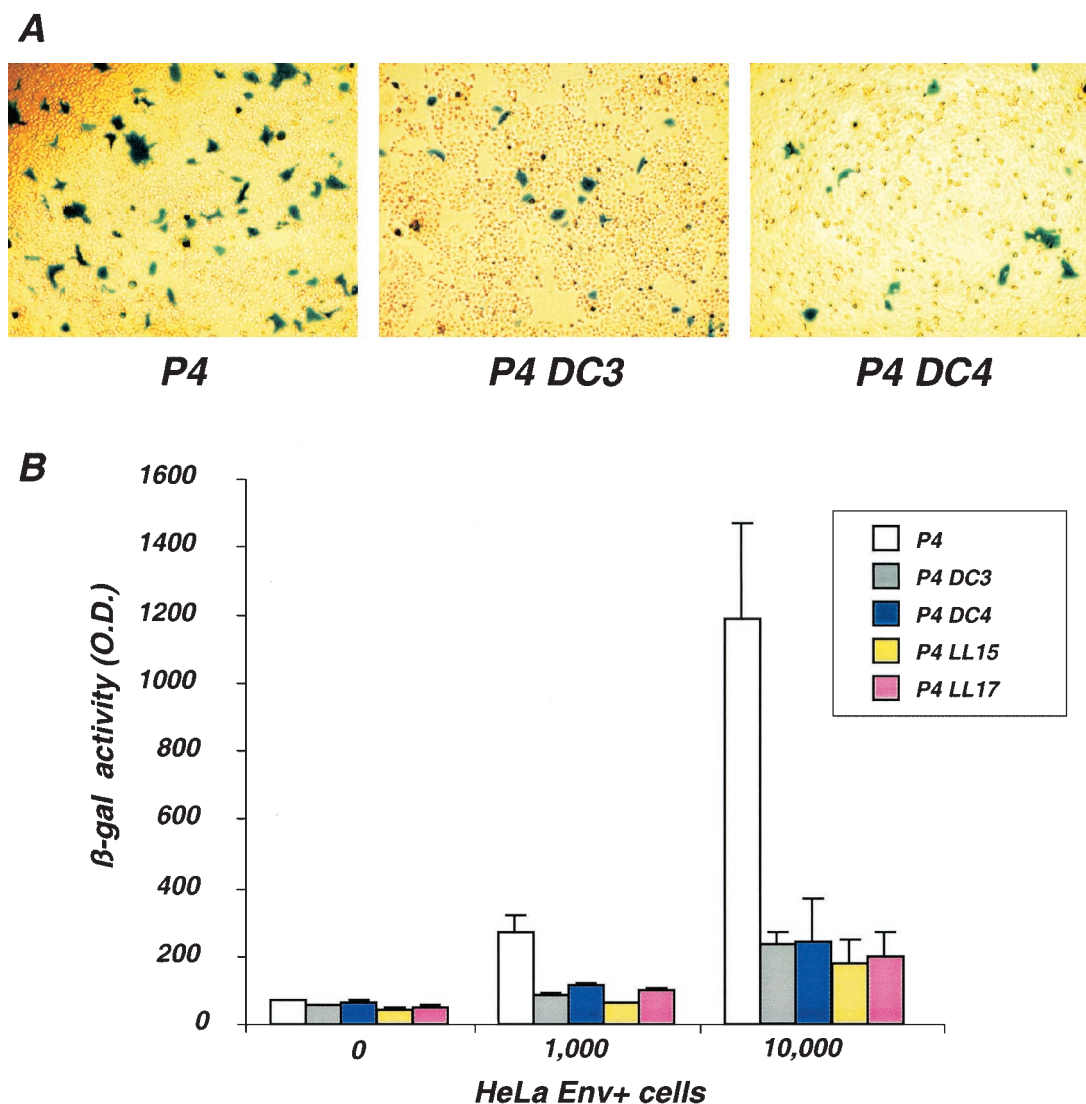 A
P4
P4 DC3
P4 DC4
B
1600
1400
1200
1000
800
600
400
200
0
ß-gal activity (O.D.)
0
1,000
10,000
HeLa Env+ cells
P4
P4 DC3
P4 DC4
P4 LL15
P4 LL17